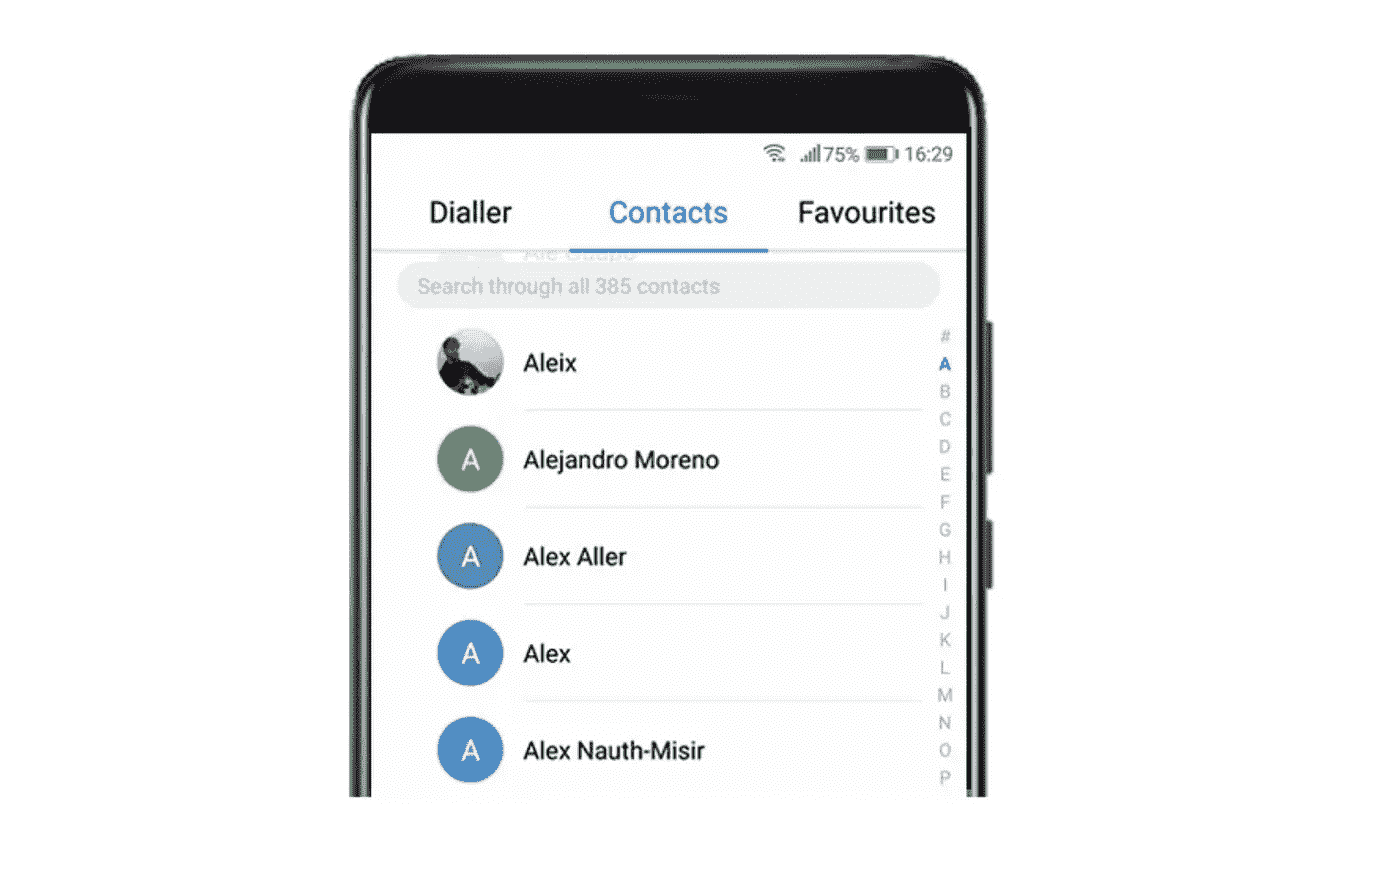 75% 16:29
Dialler Contacts Favourites
Search through all 385 contacts
Aleix
A Alejandro Moreno
A Alex Aller
A Alex
A Alex Nauth-Misir
#
A
B
C
D
E
F
G
H
I
J
K
L
M
N
O
P